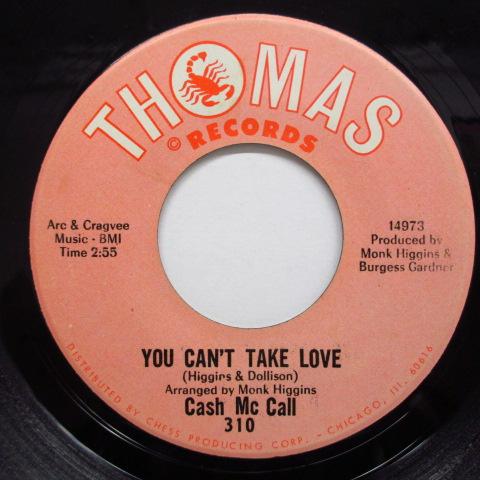 THOMAS
© RECORDS
Arc & Cragvee
Music - BMI
Time 2:55
14973
Produced by
Monk Higgins &
Burgess Gardner
YOU CAN'T TAKE LOVE
(Higgins & Dollison)
Arranged by Monk Higgins
Cash Mc Call
310
DISTRIBUTED BY CHESS PRODUCING CORP. - CHICAGO, ILL. 60616